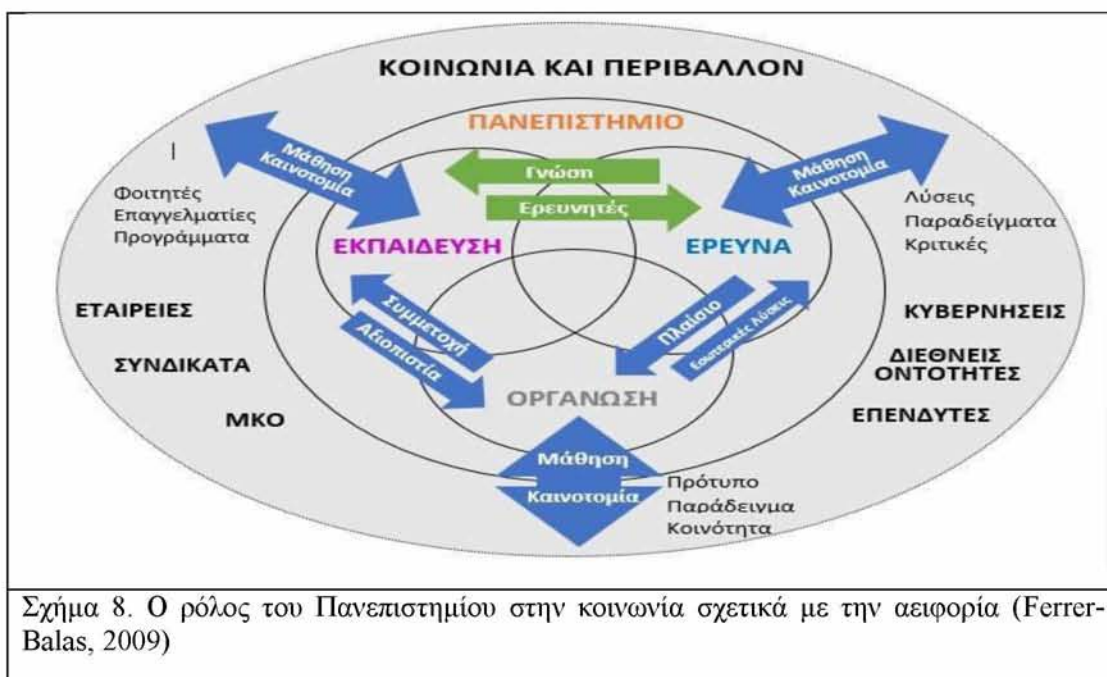 ΚΟΙΝΩΝΙΑ ΚΑΙ ΠΕΡΙΒΑΛΛΟΝ
ΠΑΝΕΠΙΣΤΗΜΙΟ
Μάθηση
Καινοτομία
Γνώση
Ερευνητές
Μάθηση
Καινοτομία
Φοιτητές
Επαγγελματίες
Προγράμματα
Λύσεις
Παραδείγματα
Κριτικές
ΕΚΠΑΙΔΕΥΣΗ
ΕΡΕΥΝΑ
Συμμετοχή
Αξιοπιστία
Πλαίσιο
Εσωτερικές Λύσεις
ΕΤΑΙΡΕΙΕΣ
ΣΥΝΔΙΚΑΤΑ
ΜΚΟ
ΚΥΒΕΡΝΗΣΕΙΣ
ΔΙΕΘΝΕΙΣ
ΟΝΤΟΤΗΤΕΣ
ΕΠΕΝΔΥΤΕΣ
ΟΡΓΑΝΩΣΗ
Μάθηση
Καινοτομία
Πρότυπο
Παράδειγμα
Κοινότητα
Σχήμα 8. Ο ρόλος του Πανεπιστημίου στην κοινωνία σχετικά με την αειφορία (Ferrer-
Balas, 2009)